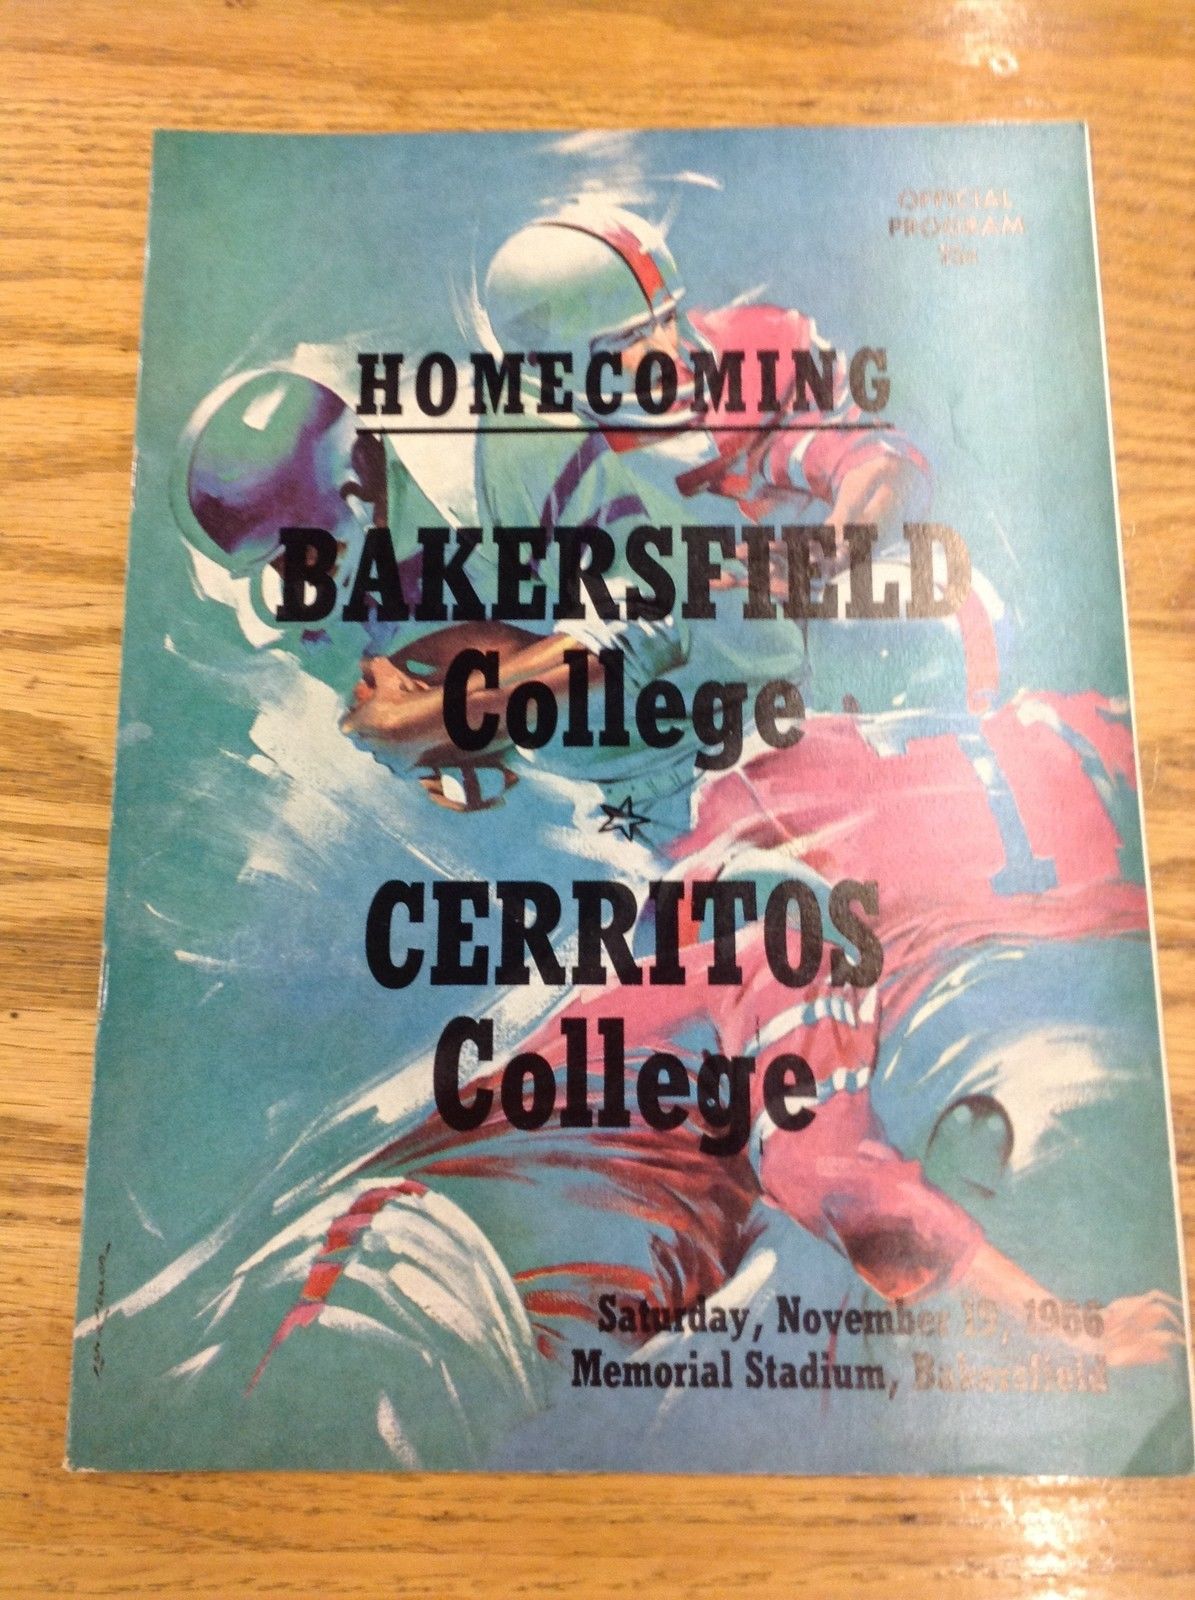 OFFICIAL
PROGRAM
HOMECOMING
BAKERSFIELD
College
CERRITOS
College
Saturday, November 19, 1966
Memorial Stadium, Bakersfield